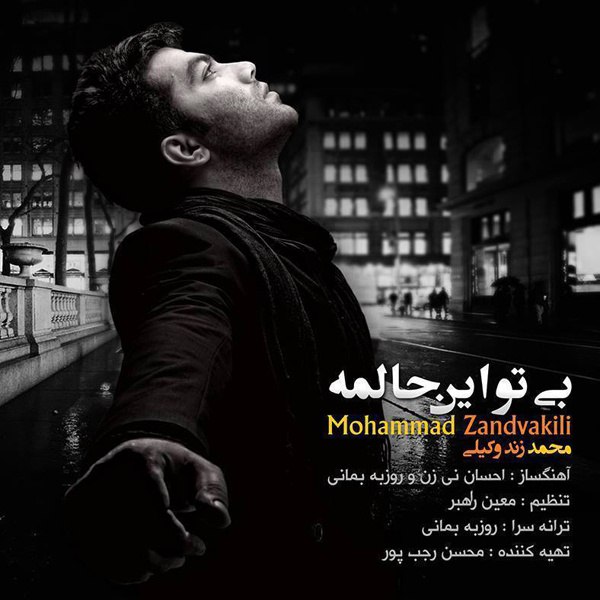 بی تو این حالمه
Mohammad Zandvakili
محمد زند وکیلی
آهنگساز : احسان نی زن و روزبه بمانی
تنظیم : معین راهبر
ترانه سرا : روزبه بمانی
تهیه کننده : محسن رجب پور